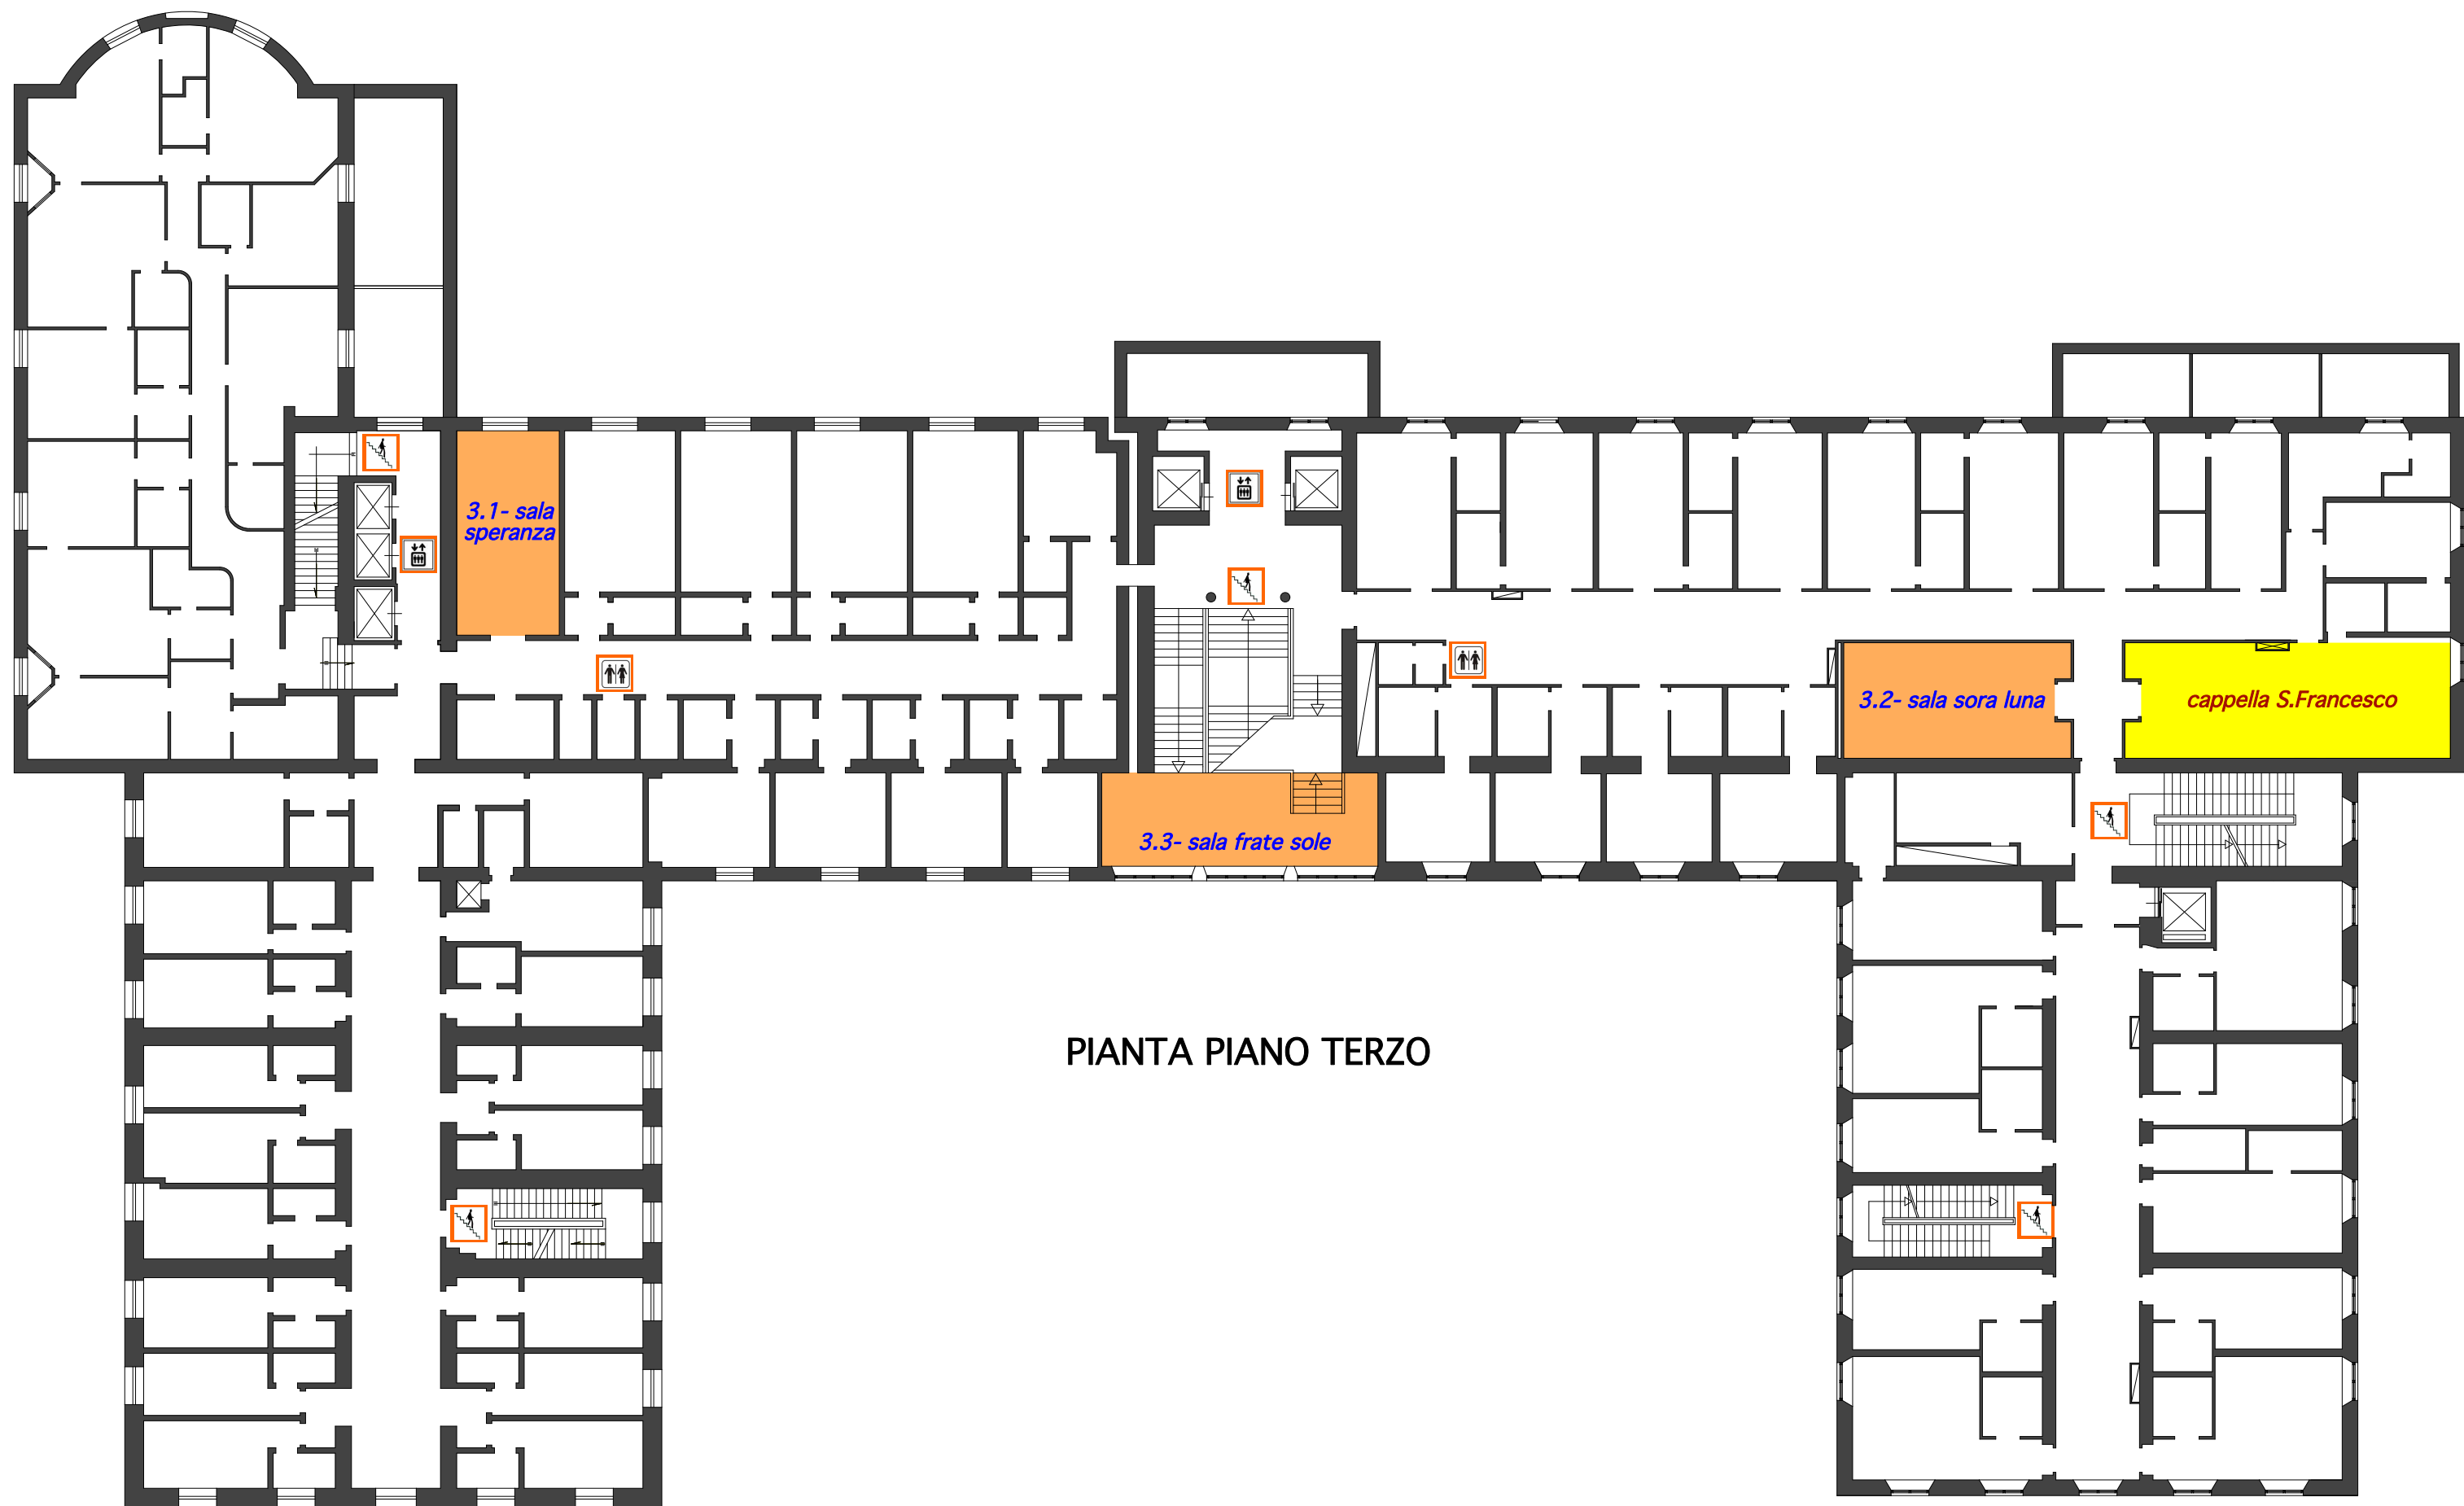 3.1- sala
speranza
3.2- sala sora luna
cappella S.Francesco
3.3- sala frate sole
PIANTA PIANO TERZO